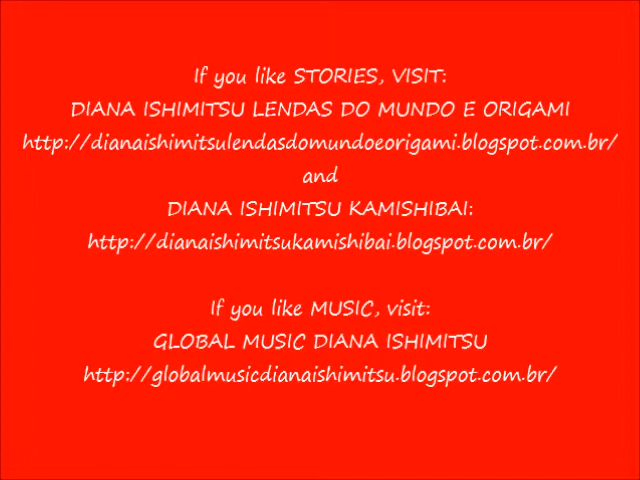 If you like STORIES, VISIT:
DIANA ISHIMITSU LENDAS DO MUNDO E ORIGAMI
http://dianaishimitsulendasdomundoeorigami.blogspot.com.br/
and
DIANA ISHIMITSU KAMISHIBAI:
http://dianaishimitsukamishibai.blogspot.com.br/
If you like MUSIC, visit:
GLOBAL MUSIC DIANA ISHIMITSU
http://globalmusicdianaishimitsu.blogspot.com.br/